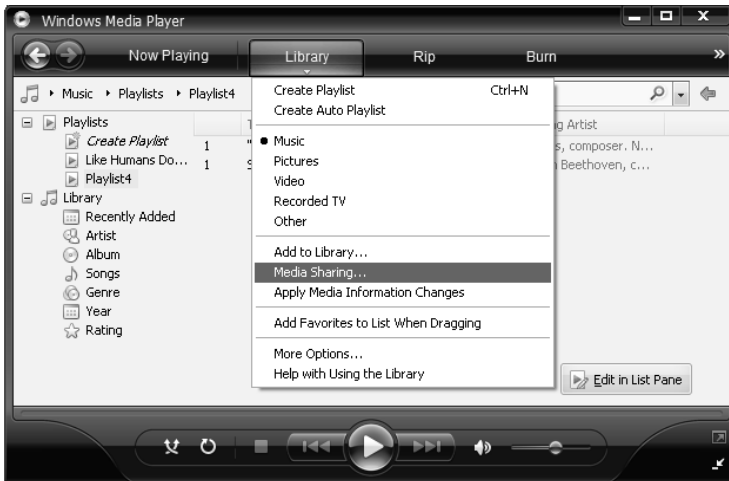 Windows Media Player
Now Playing
Library
Rip
Burn
»
Music ▸ Playlists ▸ Playlist4
Create Playlist Ctrl+N
Create Auto Playlist
Music
Pictures
Video
Recorded TV
Other
Add to Library...
Media Sharing...
Apply Media Information Changes
Add Favorites to List When Dragging
More Options...
Help with Using the Library
Playlists
Create Playlist
Like Humans Do...
Playlist4
Library
Recently Added
Artist
Album
Songs
Genre
Year
Rating
1
1
Artist
s, composer. N...
Beethoven, c...
Edit in List Pane